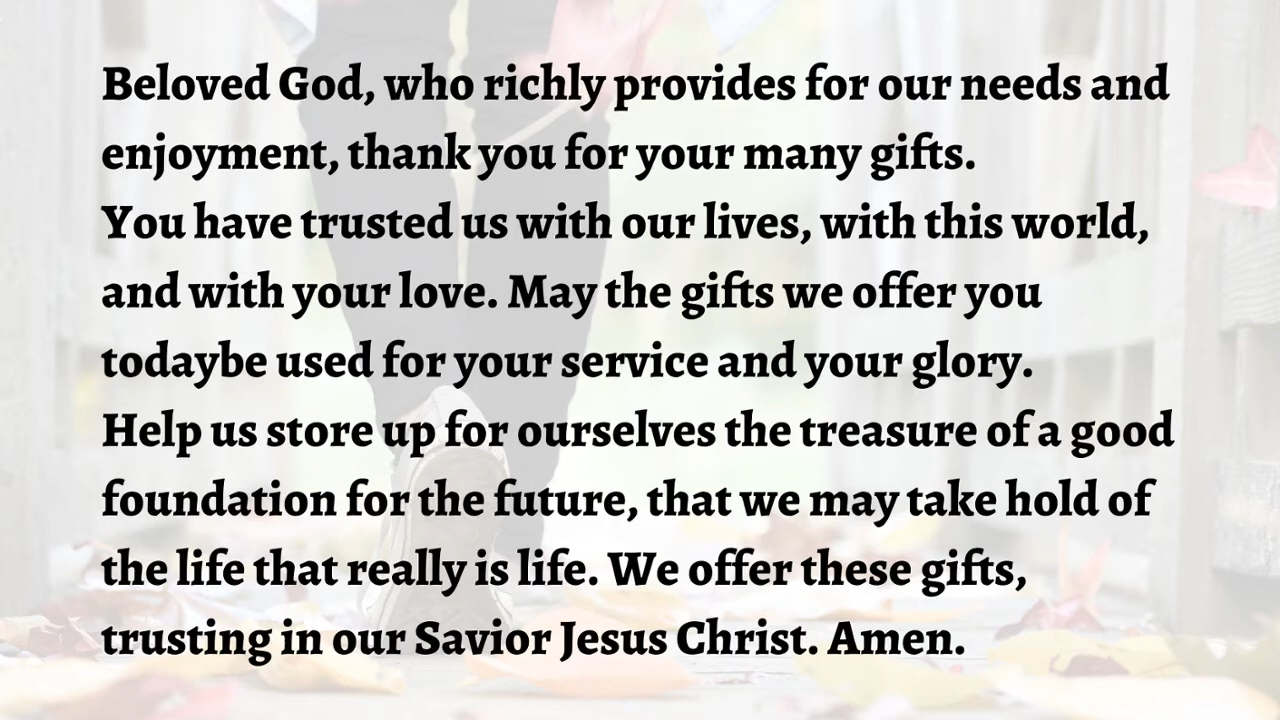 Beloved God, who richly provides for our needs and
enjoyment, thank you for your many gifts.
You have trusted us with our lives, with this world,
and with your love. May the gifts we offer you
todaybe used for your service and your glory.
Help us store up for ourselves the treasure of a good
foundation for the future, that we may take hold of
the life that really is life. We offer these gifts,
trusting in our Savior Jesus Christ. Amen.